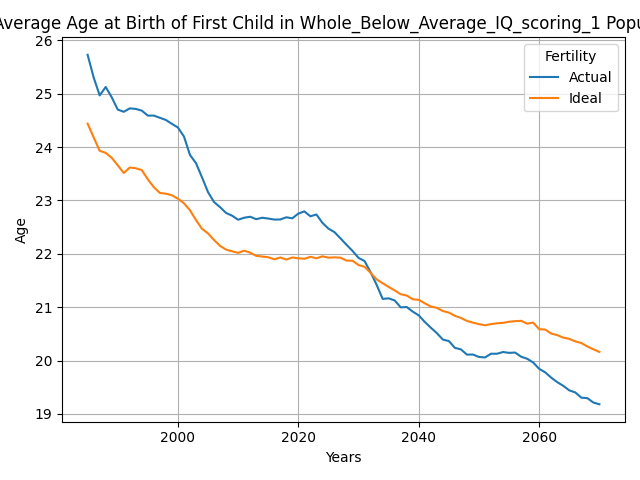 Average Age at Birth of First Child in Whole_Below_Average_IQ_scoring_1
Fertility
Actual
Ideal
Age
26
25
24
23
22
21
20
19
2000 2020 2040 2060
Years